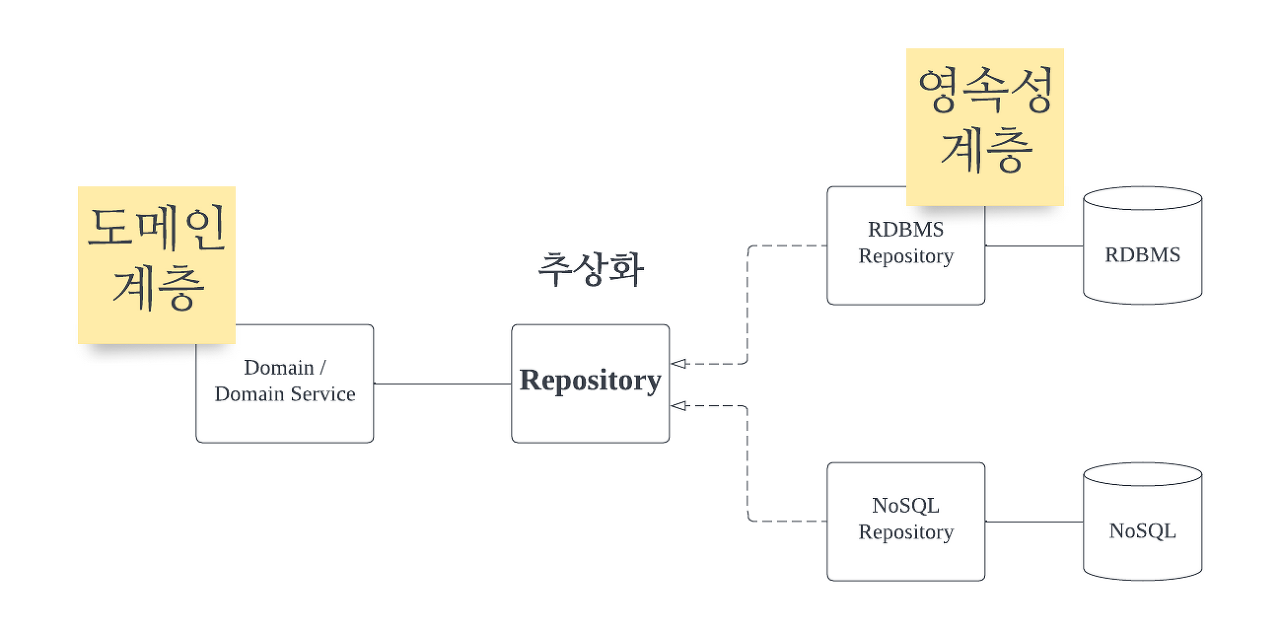 도메인
계층
Domain /
Domain Service
추상화
Repository
영속성
계층
RDBMS
Repository
RDBMS
NoSQL
Repository
NoSQL